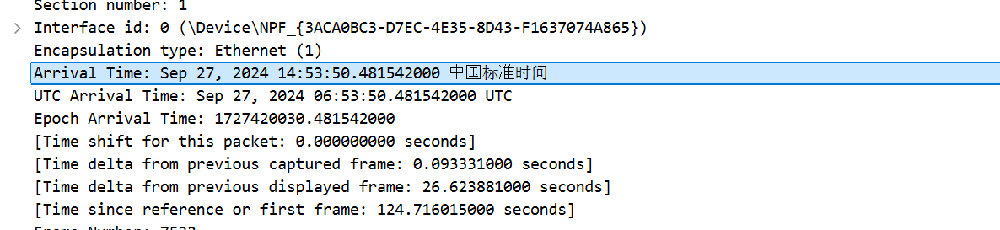 Section number: 1
Interface id: 0 (\Device\NPF_{3ACA0BC3-D7EC-4E35-8D43-F1637074A865})
Encapsulation type: Ethernet (1)
Arrival Time: Sep 27, 2024 14:53:50.481542000 中国标准时间
UTC Arrival Time: Sep 27, 2024 06:53:50.481542000 UTC
Epoch Arrival Time: 1727420030.481542000
[Time shift for this packet: 0.000000000 seconds]
[Time delta from previous captured frame: 0.093331000 seconds]
[Time delta from previous displayed frame: 26.623881000 seconds]
[Time since reference or first frame: 124.716015000 seconds]
Frame Number: